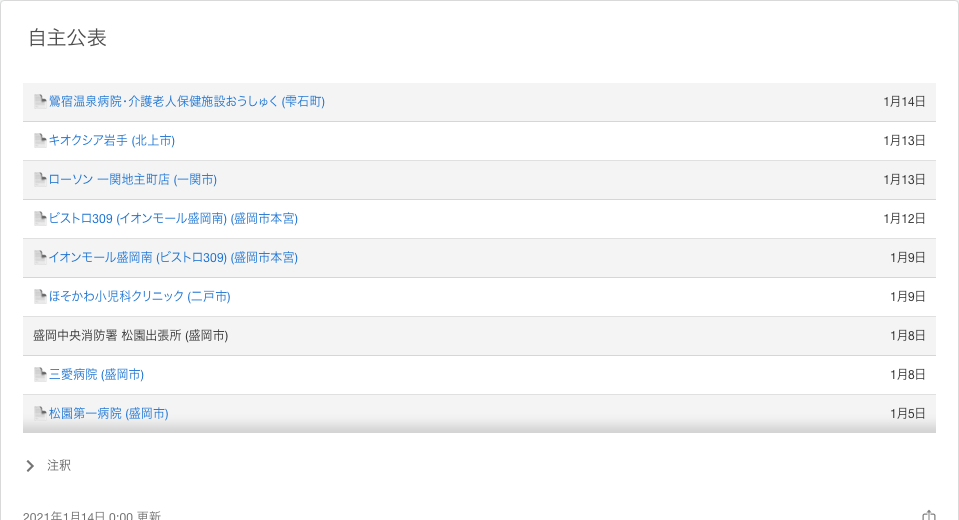 自主公表
鶯宿温泉病院・介護老人保健施設おうしゅく (雫石町) 1月14日
キオクシア岩手 (北上市) 1月13日
ローソン 一関地主町店 (一関市) 1月13日
ビストロ309 (イオンモール盛岡南) (盛岡市本宮) 1月12日
イオンモール盛岡南 (ビストロ309) (盛岡市本宮) 1月9日
ほそかわ小児科クリニック (二戸市) 1月9日
盛岡中央消防署 松園出張所 (盛岡市) 1月8日
三愛病院 (盛岡市) 1月8日
松園第一病院 (盛岡市) 1月5日
注釈
2021年1月14日 0:00 更新